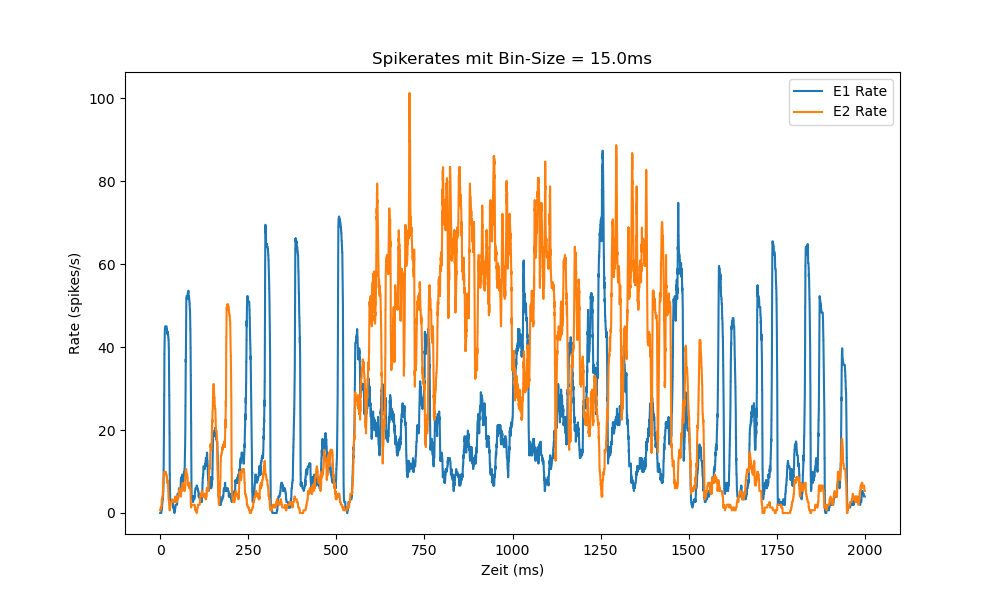 Spikerates mit Bin-Size = 15.0ms
E1 Rate
E2 Rate
Rate (spikes/s)
100
80
60
40
20
0
0 250 500 750 1000 1250 1500 1750 2000
Zeit (ms)